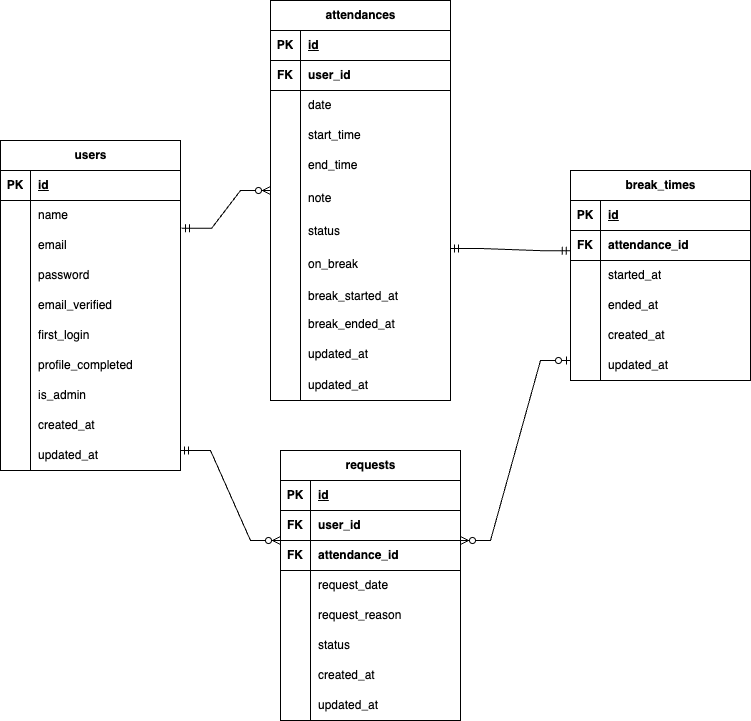 attendances
PK id
FK user_id
date
start_time
end_time
note
status
on_break
break_started_at
break_ended_at
updated_at
updated_at
users
PK id
name
email
password
email_verified
first_login
profile_completed
is_admin
created_at
updated_at
break_times
PK id
FK attendance_id
started_at
ended_at
created_at
updated_at
requests
PK id
FK user_id
FK attendance_id
request_date
request_reason
status
created_at
updated_at